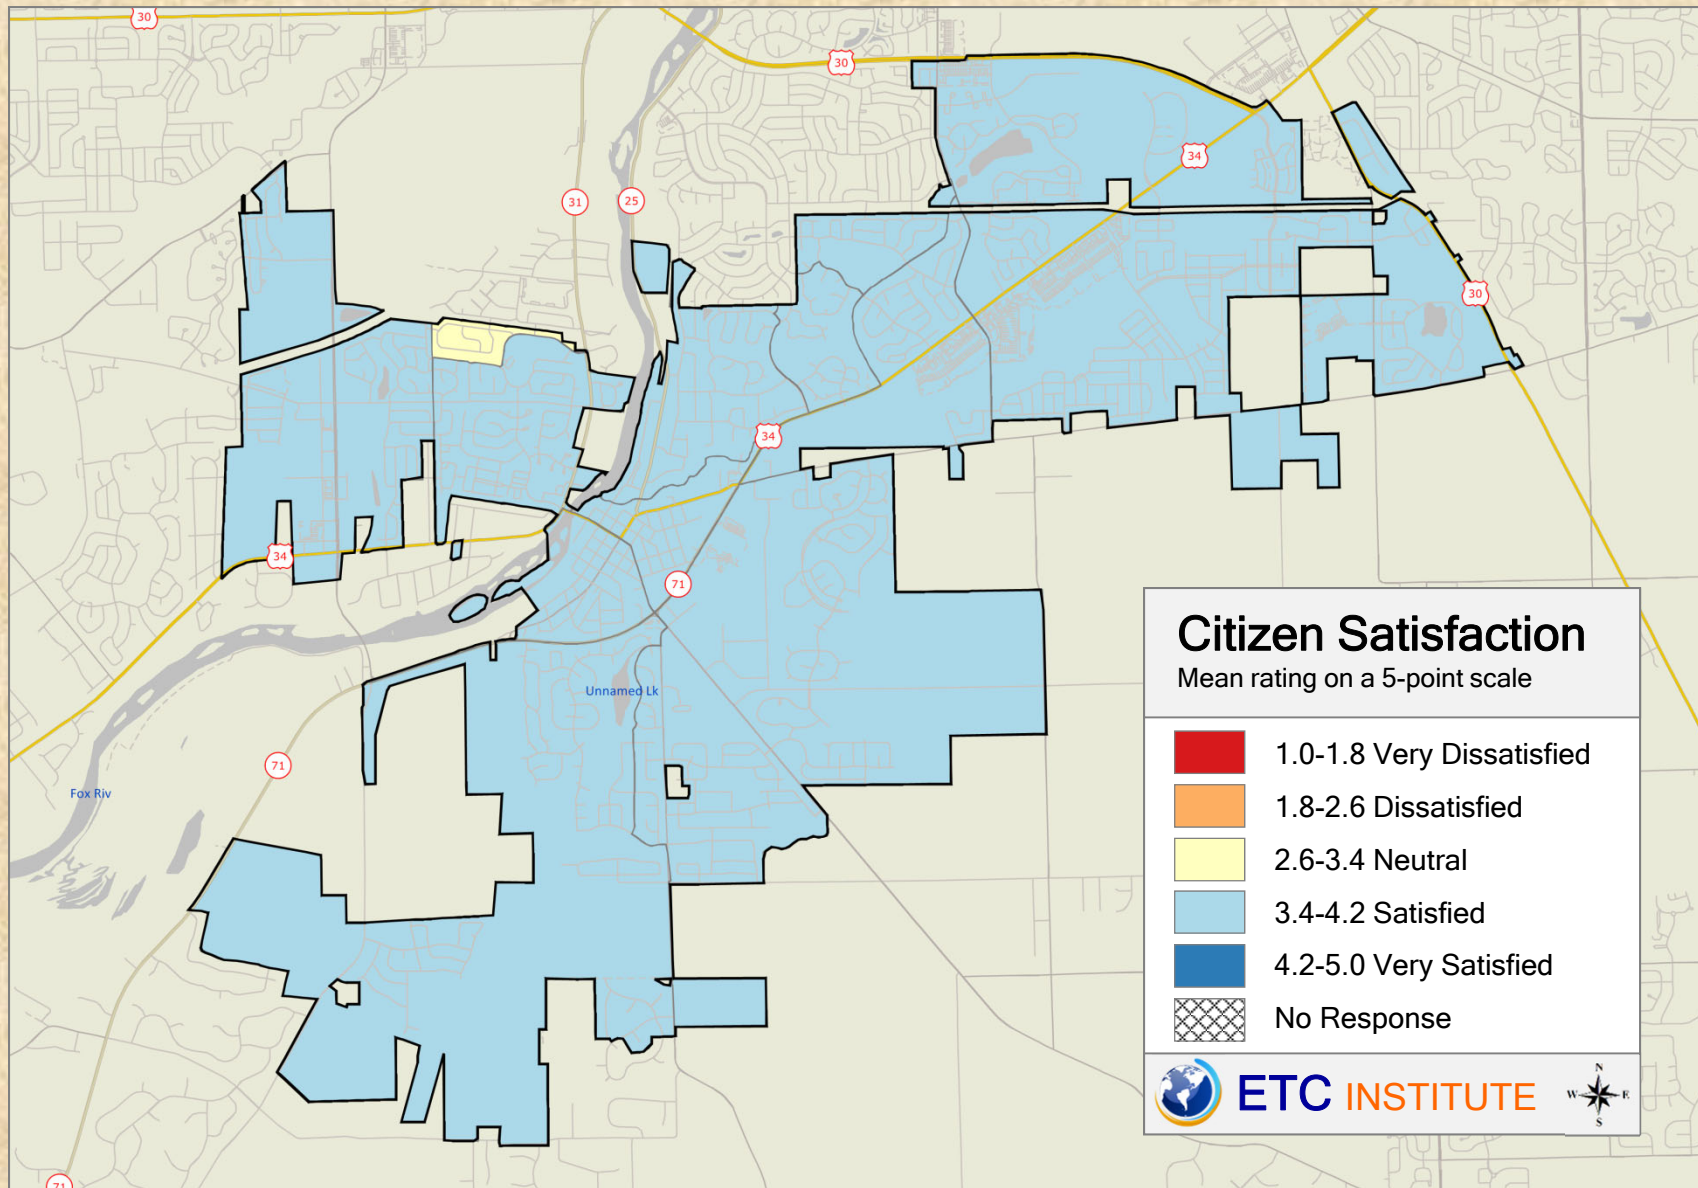 30
30
34
31
25
30
34
34
71
Unnamed Lk
71
Fox Riv
71
Citizen Satisfaction
Mean rating on a 5-point scale
1.0-1.8 Very Dissatisfied
1.8-2.6 Dissatisfied
2.6-3.4 Neutral
3.4-4.2 Satisfied
4.2-5.0 Very Satisfied
No Response
ETC INSTITUTE
N
W E
S